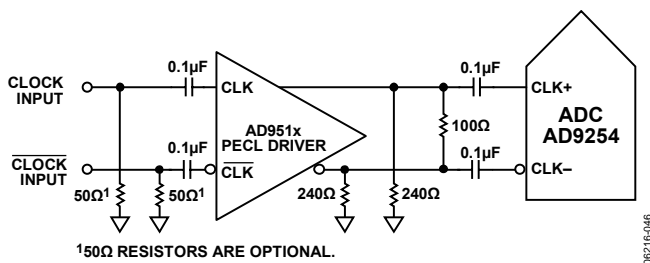 CLOCK
INPUT
0.1µF
CLK
AD951x
PECL DRIVER
CLOCK
INPUT
0.1µF
CLK
50Ω1
50Ω1
240Ω
240Ω
100Ω
0.1µF
0.1µF
CLK+
ADC
AD9254
CLK–
150Ω RESISTORS ARE OPTIONAL.
06216-046